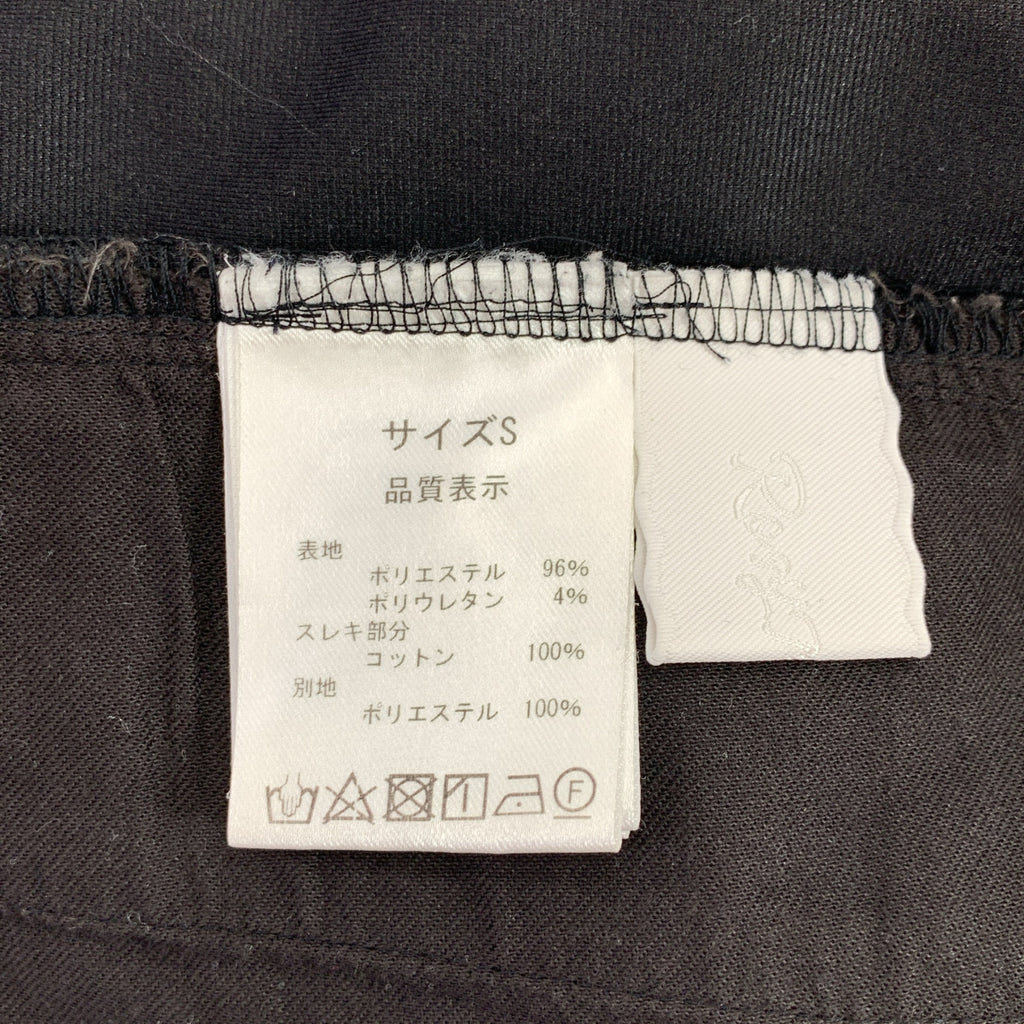 サイズS
品質表示
表地
ポリエステル 96%
ポリウレタン 4%
スレキ部分
コットン 100%
別地
ポリエステル 100%
F